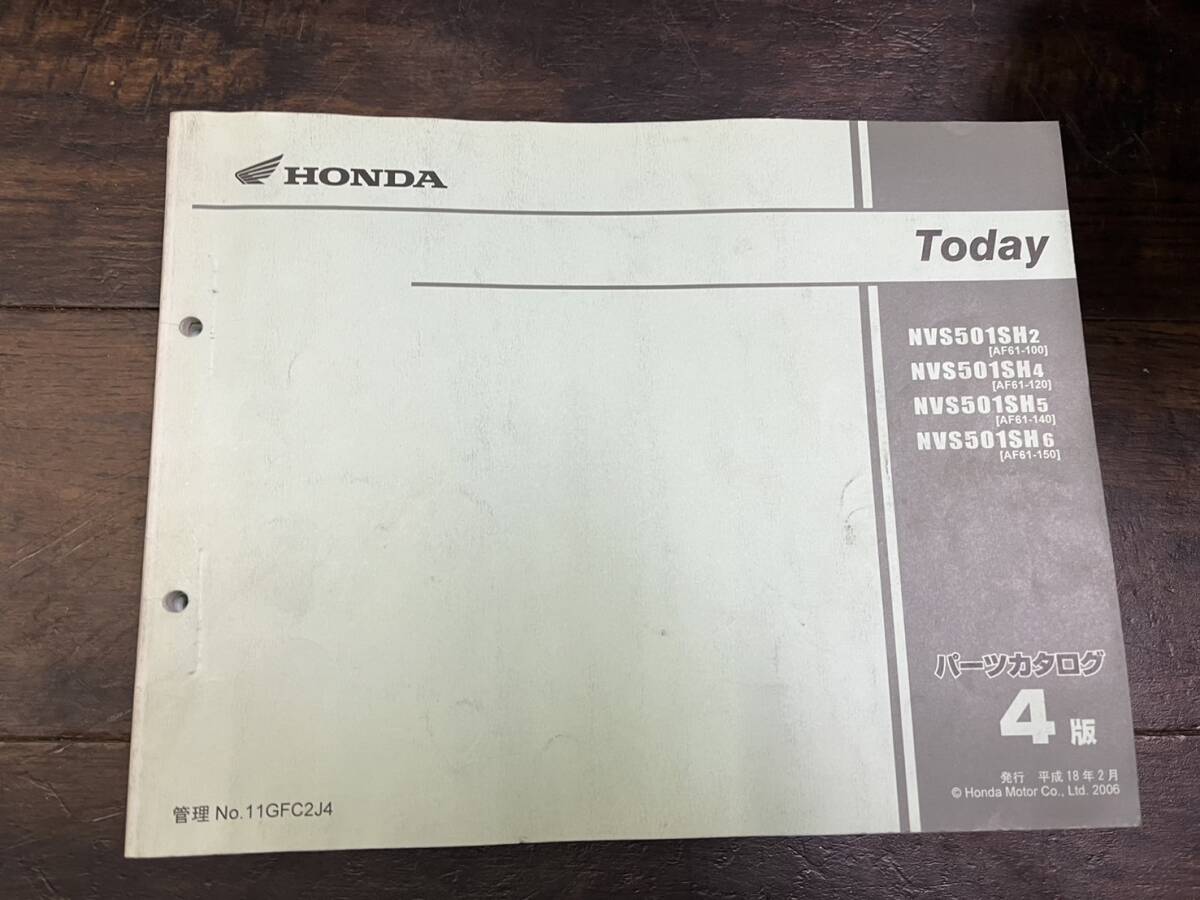 HONDA
Today
NVS501SH2
[AF61-100]
NVS501SH4
[AF61-120]
NVS501SH5
[AF61-140]
NVS501SH6
[AF61-150]
パーツカタログ
4版
発行 平成18年2月
© Honda Motor Co., Ltd. 2006
管理 No.11GFC2J4